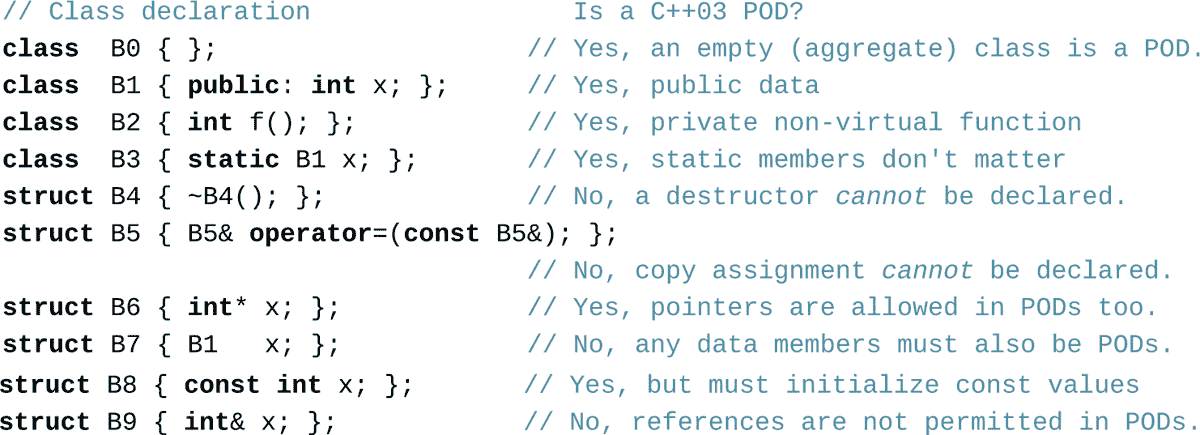 // Class declaration                 Is a C++03 POD?
class  B0 { };                    // Yes, an empty (aggregate) class is a POD.
class  B1 { public: int x; };     // Yes, public data
class  B2 { int f(); };           // Yes, private non-virtual function
class  B3 { static B1 x; };       // Yes, static members don't matter
struct B4 { ~B4(); };             // No, a destructor cannot be declared.
struct B5 { B5& operator=(const B5&); };
                                  // No, copy assignment cannot be declared.
struct B6 { int* x; };            // Yes, pointers are allowed in PODs too.
struct B7 { B1   x; };            // No, any data members must also be PODs.
struct B8 { const int x; };       // Yes, but must initialize const values
struct B9 { int& x; };            // No, references are not permitted in PODs.